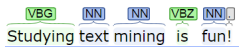 VBG NN NN VBZ NN .
Studying text mining is fun!